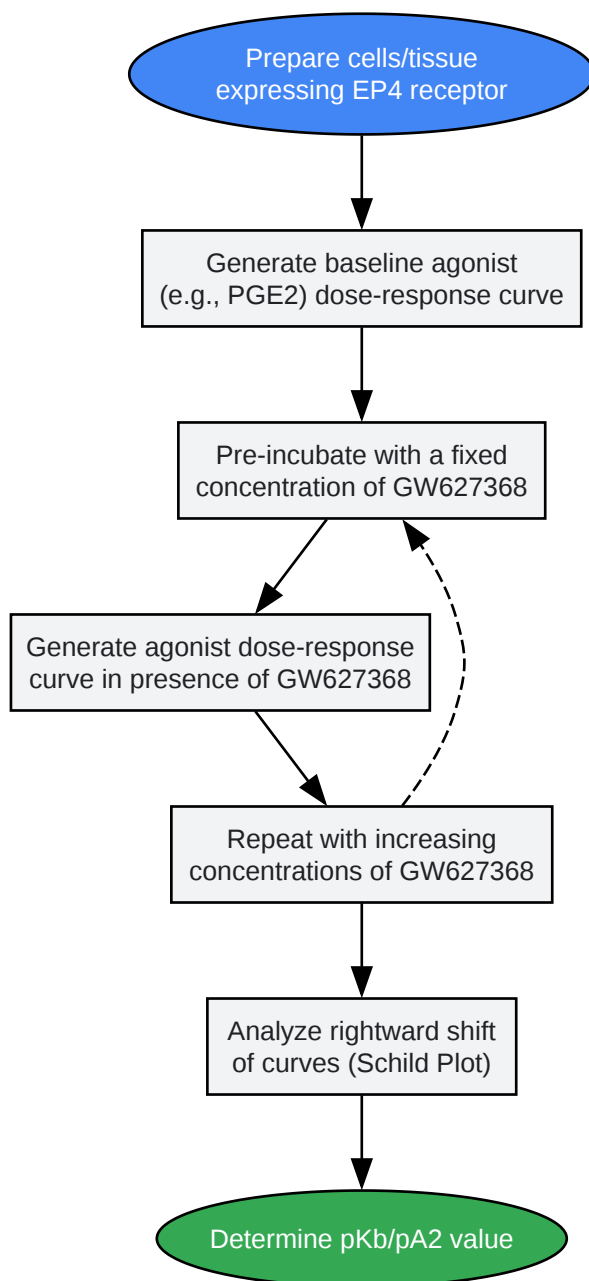 Prepare cells/tissue
expressing EP4 receptor
Generate baseline agonist
(e.g., PGE2) dose-response curve
Pre-incubate with a fixed
concentration of GW627368
Generate agonist dose-response
curve in presence of GW627368
Repeat with increasing
concentrations of GW627368
Analyze rightward shift
of curves (Schild Plot)
Determine pKb/pA2 value